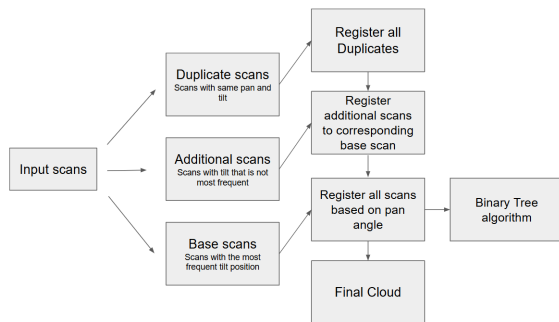 Input scans
Duplicate scans
Scans with same pan and
tilt
Additional scans
Scans with tilt that is not
most frequent
Base scans
Scans with the most
frequent tilt position
Register all
Duplicates
Register
additional scans
to corresponding
base scan
Register all scans
based on pan
angle
Binary Tree
algorithm
Final Cloud